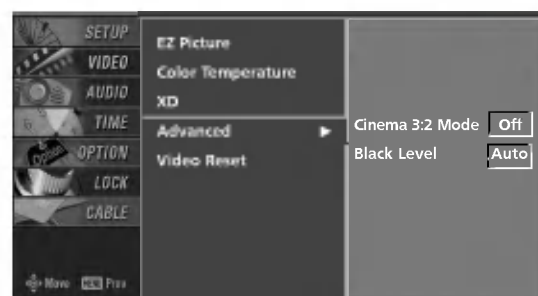 SETUP
VIDEO
AUDIO
TIME
OPTION
LOCK
CABLE
Move MENU Prev
EZ Picture
Color Temperature
XD
Advanced ▶
Video Reset
Cinema 3:2 Mode Off
Black Level Auto